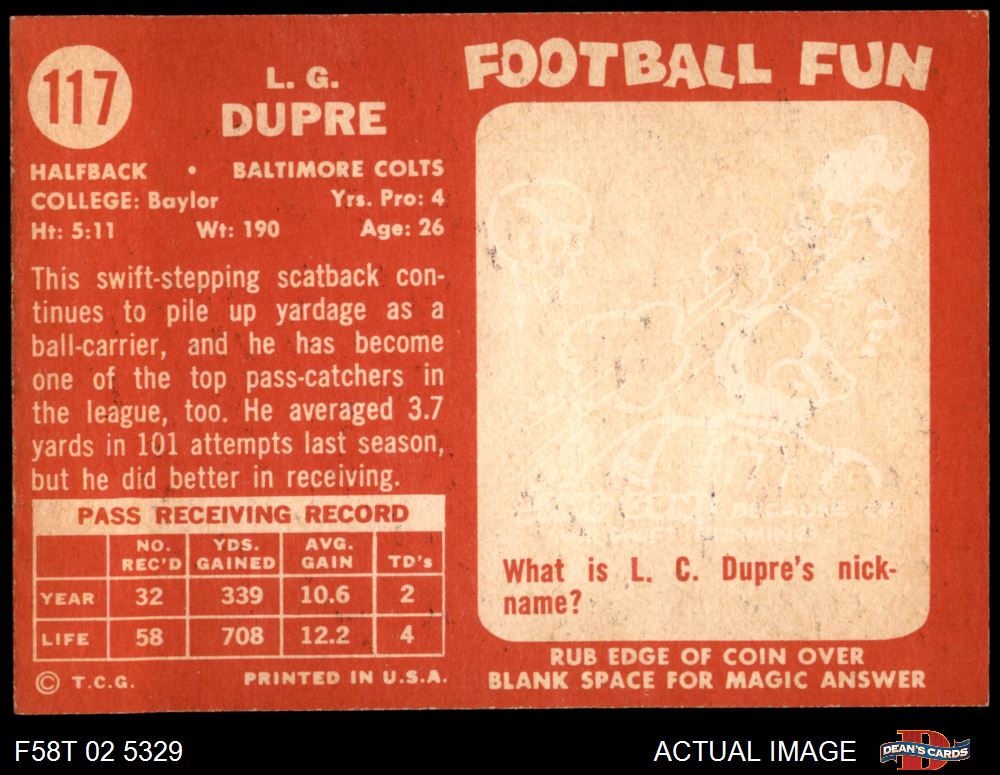 117
L. G.
DUPRE
HALFBACK • BALTIMORE COLTS
COLLEGE: Baylor Yrs. Pro: 4
Ht: 5:11 Wt: 190 Age: 26
This swift-stepping scatback con-
tinues to pile up yardage as a
ball-carrier, and he has become
one of the top pass-catchers in
the league, too. He averaged 3.7
yards in 101 attempts last season,
but he did better in receiving.
PASS RECEIVING RECORD
NO. REC'D YDS. GAINED AVG. GAIN TD's
YEAR 32 339 10.6 2
LIFE 58 708 12.2 4
© T.C.G. PRINTED IN U.S.A.
FOOTBALL FUN
BECAUSE OF
What is L. C. Dupre's nick-
name?
RUB EDGE OF COIN OVER
BLANK SPACE FOR MAGIC ANSWER
F58T 02 5329
ACTUAL IMAGE
DEAN'S CARDS